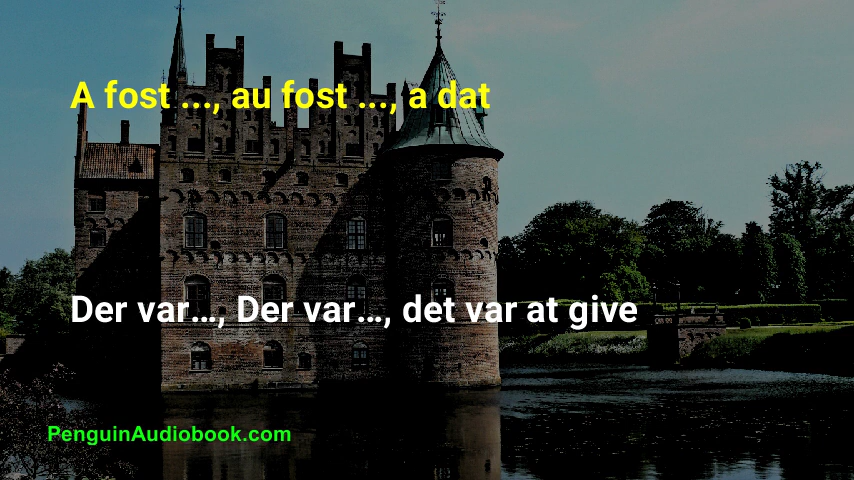 A fost ..., au fost ..., a dat
Der var..., Der var..., det var at give
PenguinAudiobook.com